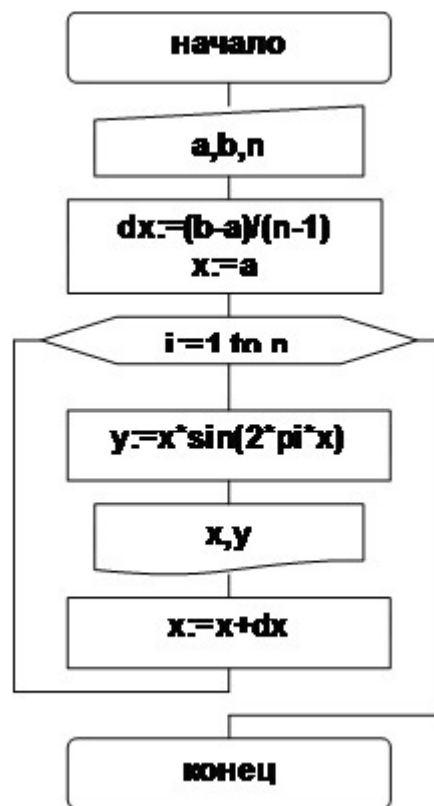 начало
a,b,n
dx:=(b-a)/(n-1)
x:=a
i:=1 to n
y:=x*sin(2*pi*x)
x,y
x:=x+dx
конец